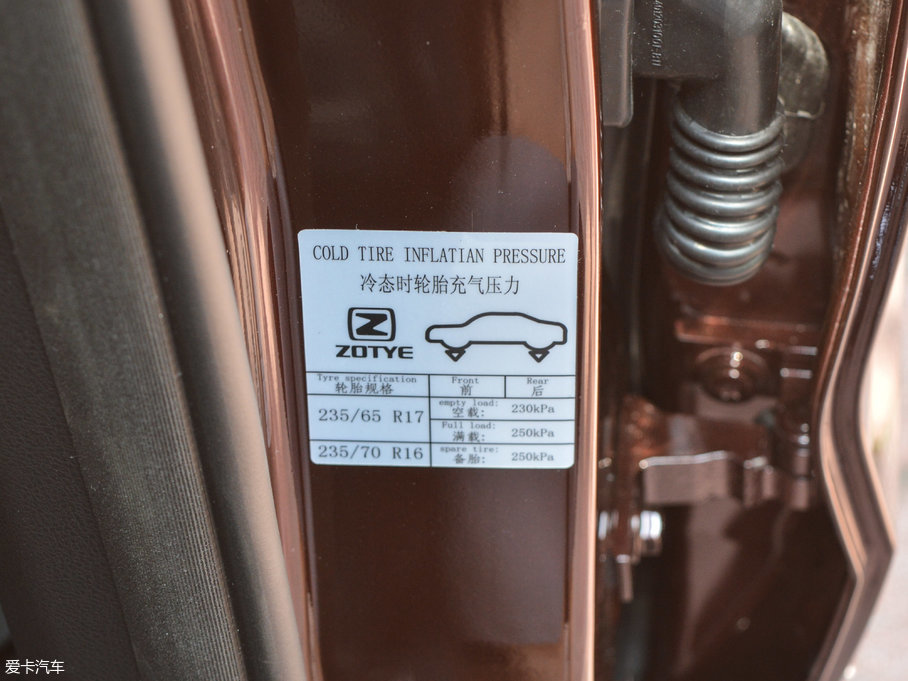 COLD TIRE INFLATIAN PRESSURE
冷态时轮胎充气压力
Z
ZOTYE
Tyre specification
轮胎规格
Front
前
Rear
后
235/65 R17
empty load:
空载:
230kPa
Full load:
满载:
250kPa
235/70 R16
spare tire:
备胎:
250kPa
爱卡汽车